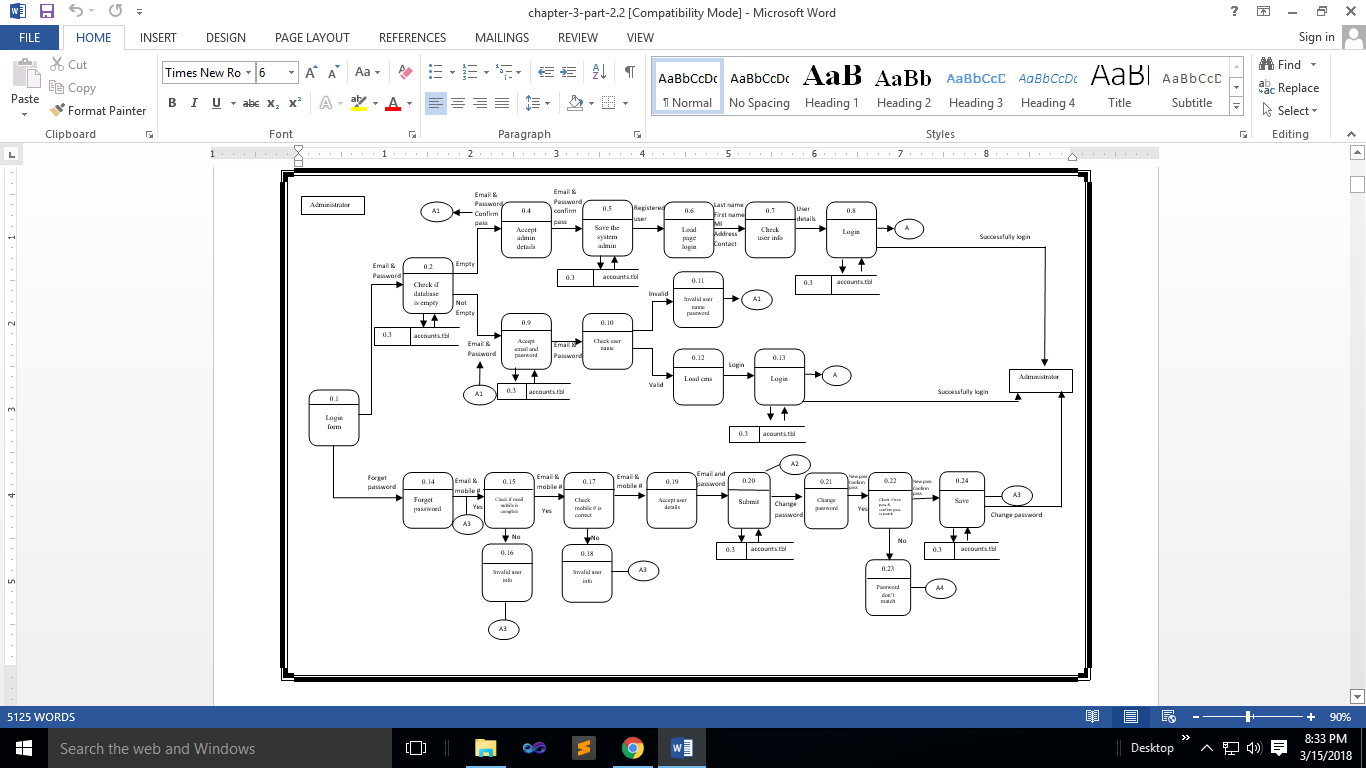 chapter-3-part-2.2 [Compatibility Mode] - Microsoft Word
FILE HOME INSERT DESIGN PAGE LAYOUT REFERENCES MAILINGS REVIEW VIEW Sign in
Paste
Cut
Copy
Format Painter
Clipboard
Times New Ro 6
Font
Paragraph
AaBbCcDc AaBbCcDc AaB AaBb AaBbCcD AaBbCcDc AaBl AaBbCcD
¶ Normal No Spacing Heading 1 Heading 2 Heading 3 Heading 4 Title Subtitle
Styles
Find
Replace
Select
Editing
1 1 2 3 4 5 6 7 8
1
2
3
4
5
Administrator
A1
Email &
Password
Confirm
pass
0.4
Accept
admin
details
Email &
Password
confirm
pass
0.5
Save the
system
admin
0.3 accounts.tbl
Registered
user
0.6
Load
page
login
Last name
First name
MI
Address
Contact
0.7
Check
user info
User
details
0.8
Login
A
0.3 accounts.tbl
Successfully login
Email &
Password
0.2
Check if
database
is empty
Empty
Not
Empty
0.3 accounts.tbl
Email &
Password
A1
0.9
Accept
email and
password
0.3 accounts.tbl
Email &
Password
0.10
Check user
name
Invalid
0.11
Invalid user
name
password
A1
Valid
0.12
Load cms
Login
0.13
Login
A
0.3 acounts.tbl
Successfully login
Administrator
0.1
Login
form
Forget
password
0.14
Forget
password
Email &
mobile #
Yes
A3
0.15
Check if email
mobile is
complete
No
0.16
Invalid user
info
A3
Email &
mobile #
Yes
0.17
Check
mobile # is
correct
No
0.18
Invalid user
info
A3
Email &
mobile #
0.19
Accept user
details
Email and
password
0.20
Submit
A2
0.3 accounts.tbl
Change
password
0.21
Change
password
New pass
Confirm
pass
Yes
0.22
Check if new
pass &
confirm pass
is match
No
0.23
Password
don't
match
A4
New pass
Confirm
pass
0.24
Save
A3
Change password
0.3 accounts.tbl
5125 WORDS 90%
Search the web and Windows
Desktop
8:33 PM
3/15/2018